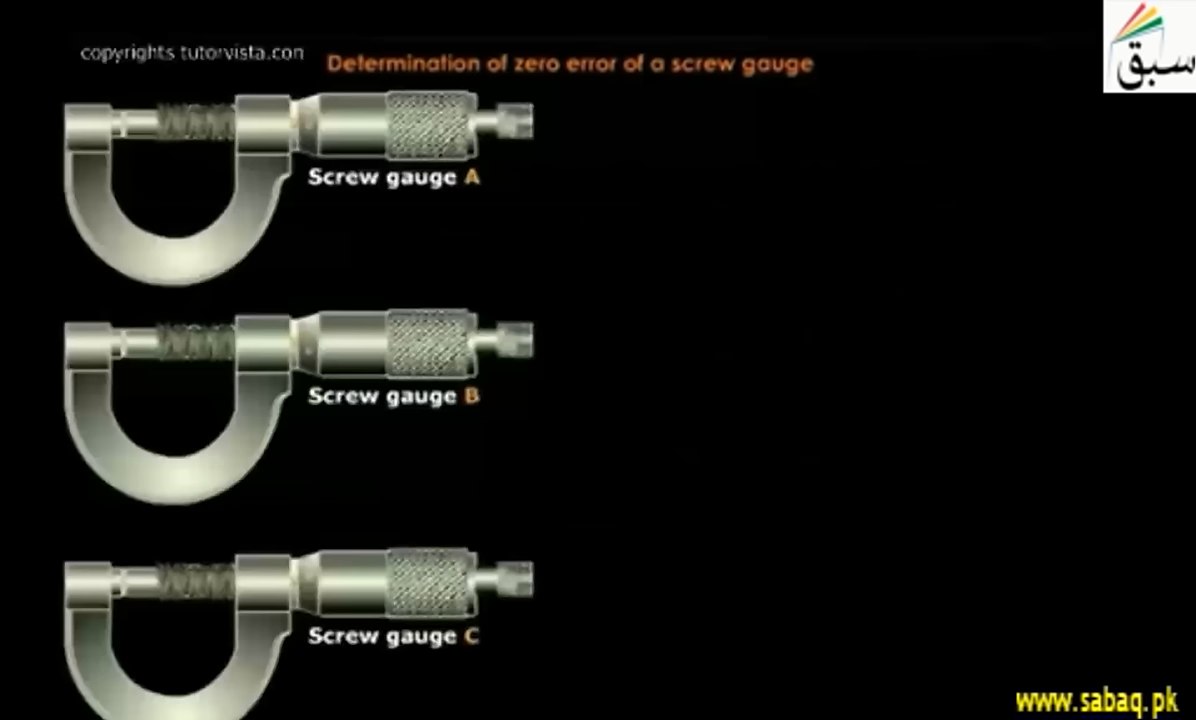 copyrights tutorvista.con
Determination of zero error of a screw gauge
سبق
Screw gauge A
Screw gauge B
Screw gauge C
www.sabaq.pk